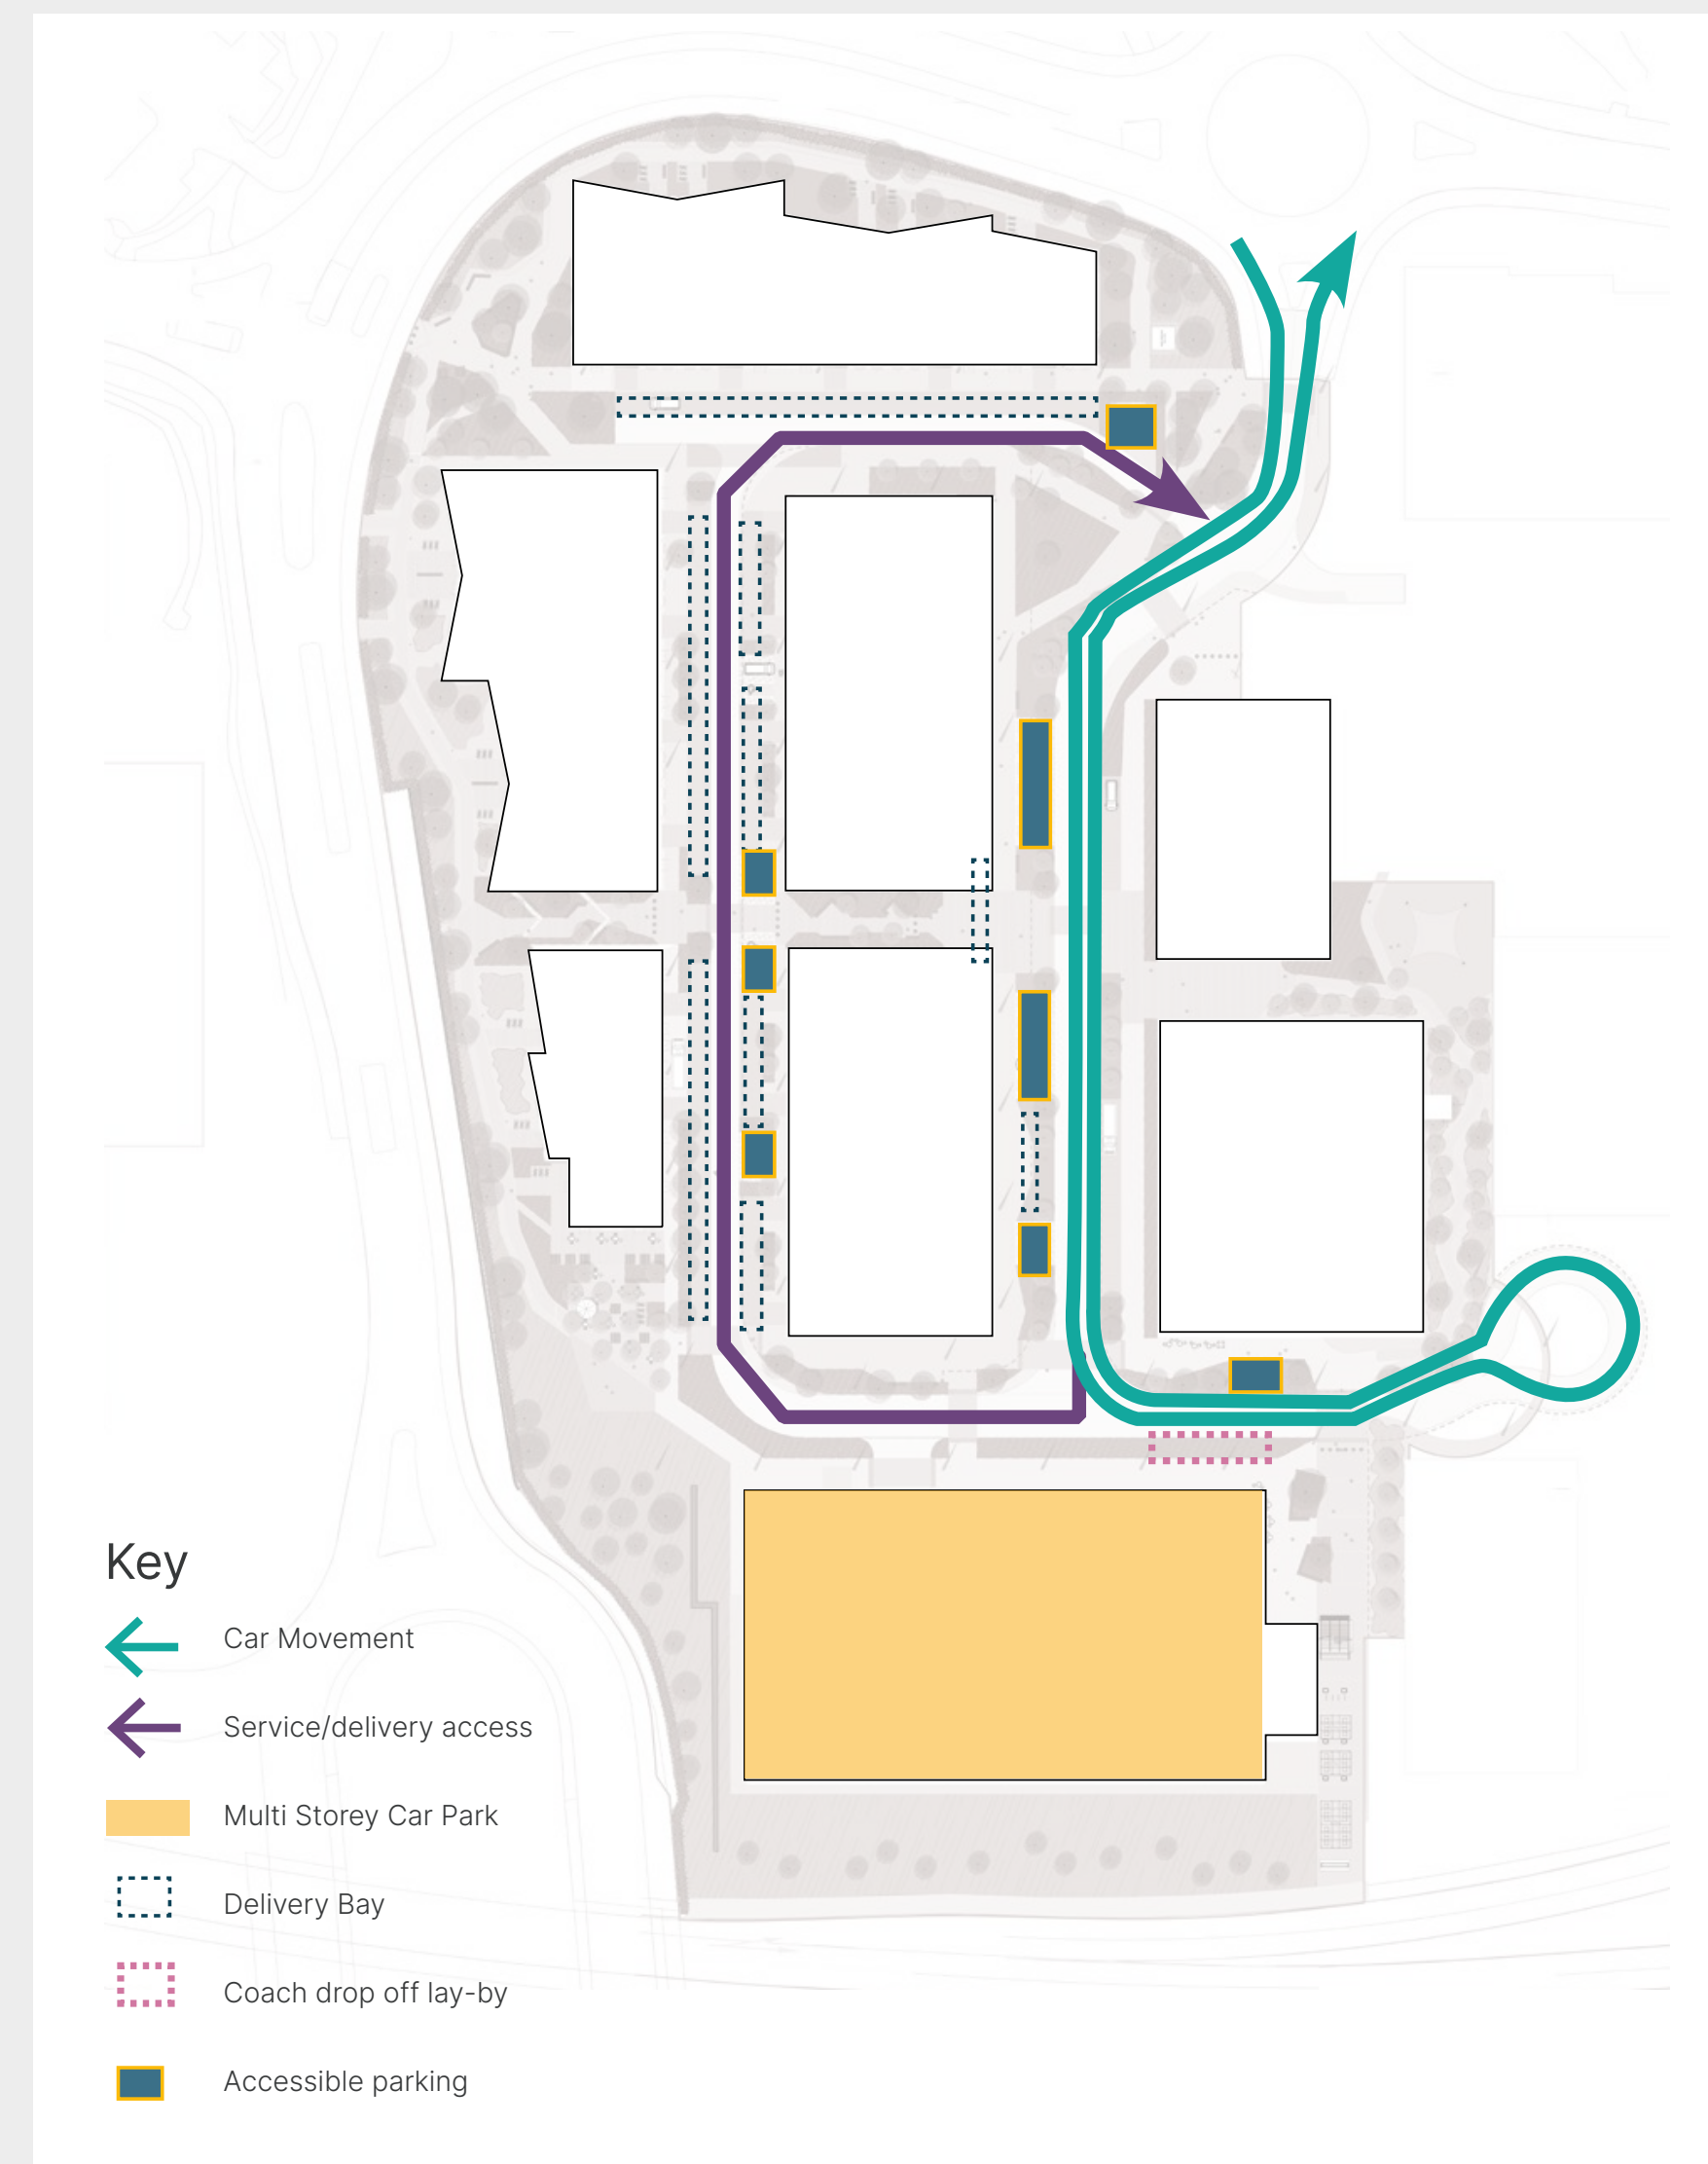 Key
Car Movement
Service/delivery access
Multi Storey Car Park
Delivery Bay
Coach drop off lay-by
Accessible parking